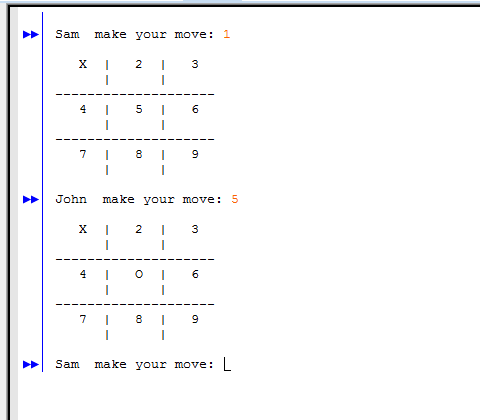 Sam  make your move: 1
X | 2 | 3
| |
--------------------
4 | 5 | 6
| |
--------------------
7 | 8 | 9
| |
John  make your move: 5
X | 2 | 3
| |
--------------------
4 | O | 6
| |
--------------------
7 | 8 | 9
| |
Sam  make your move: